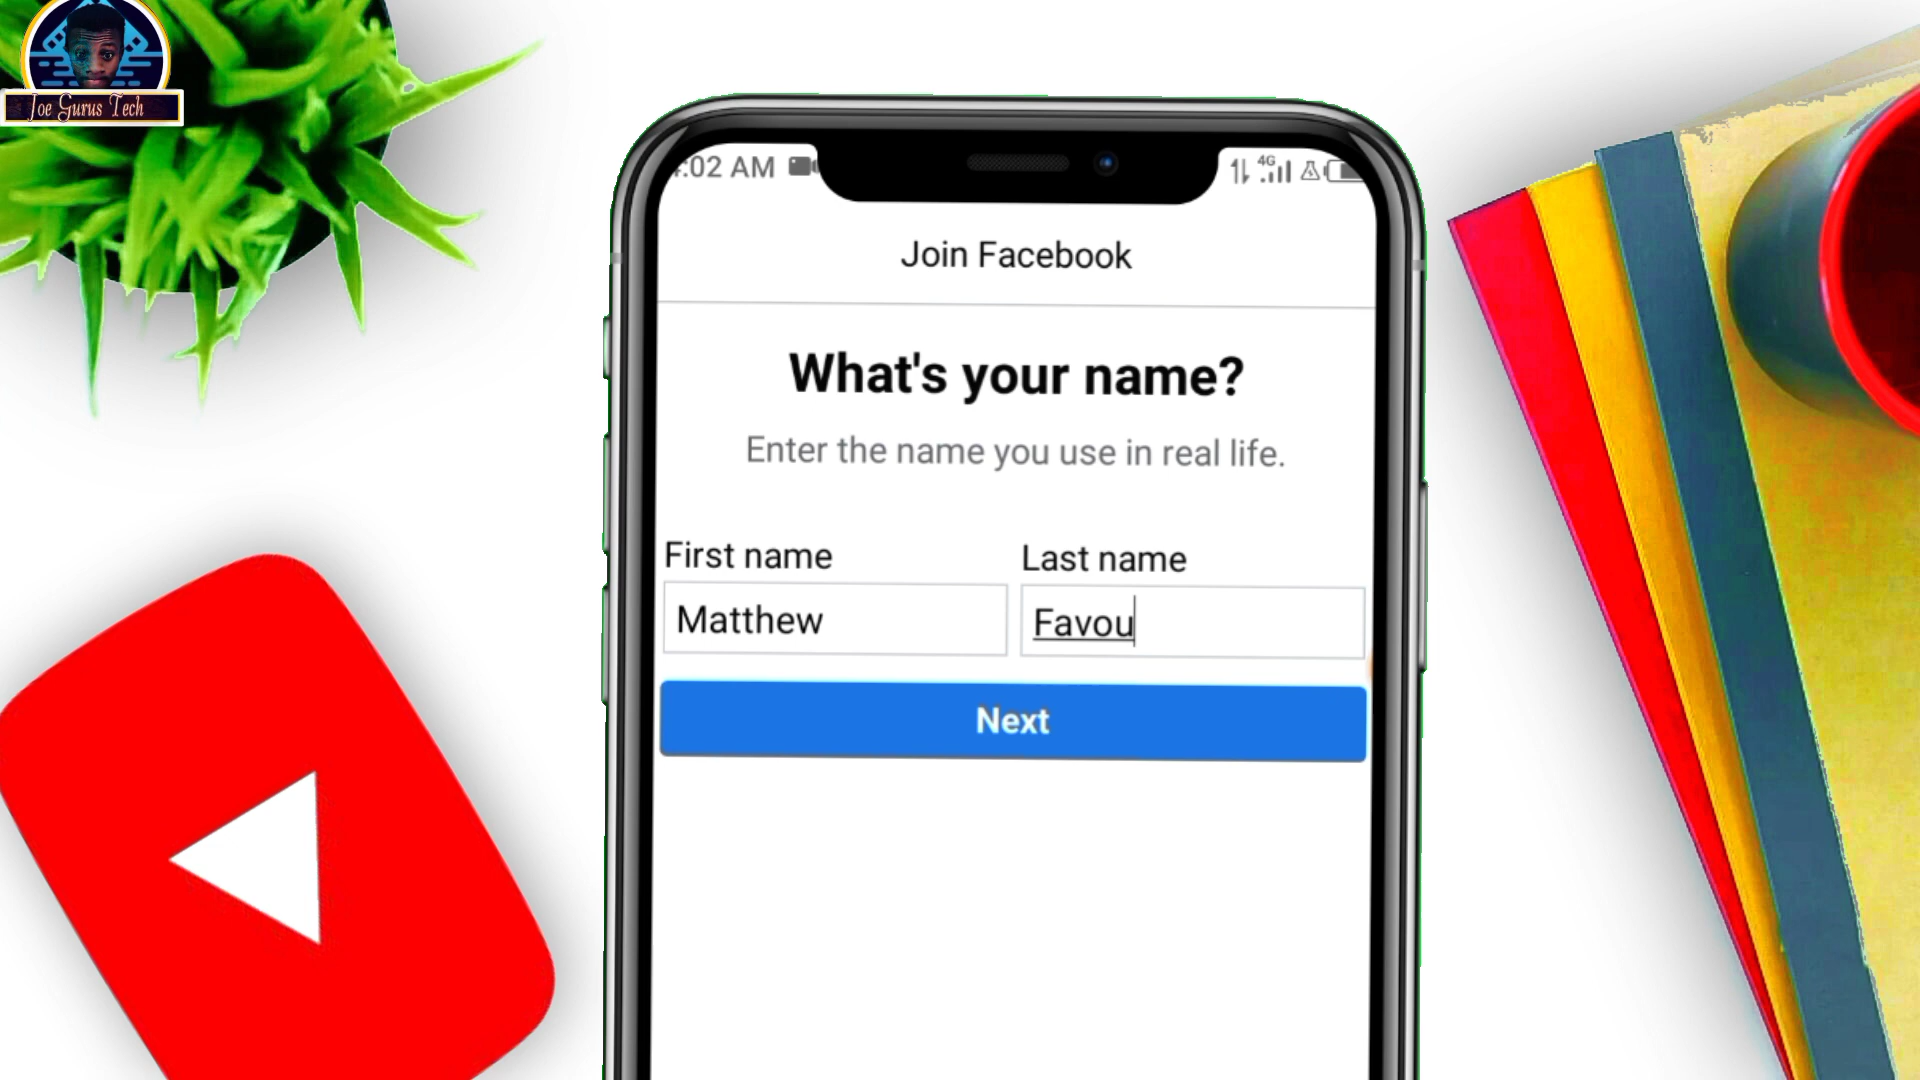 Joe Gurus Tech
:02 AM
4G
Join Facebook
What's your name?
Enter the name you use in real life.
First name
Last name
Matthew
Favou
Next